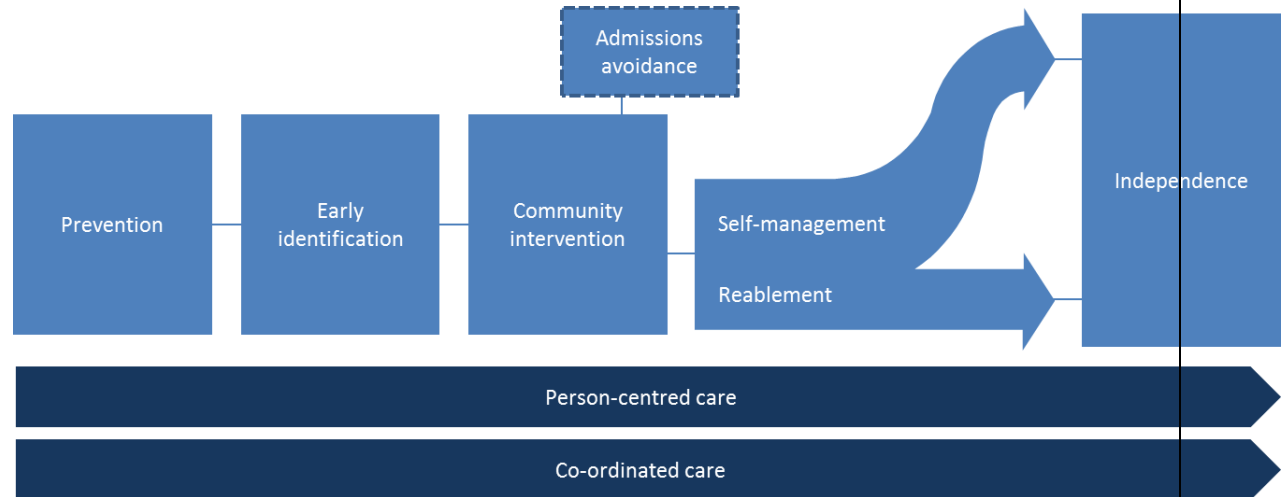 Admissions
avoidance
Prevention
Early
identification
Community
intervention
Self-management
Reablement
Independence
Person-centred care
Co-ordinated care